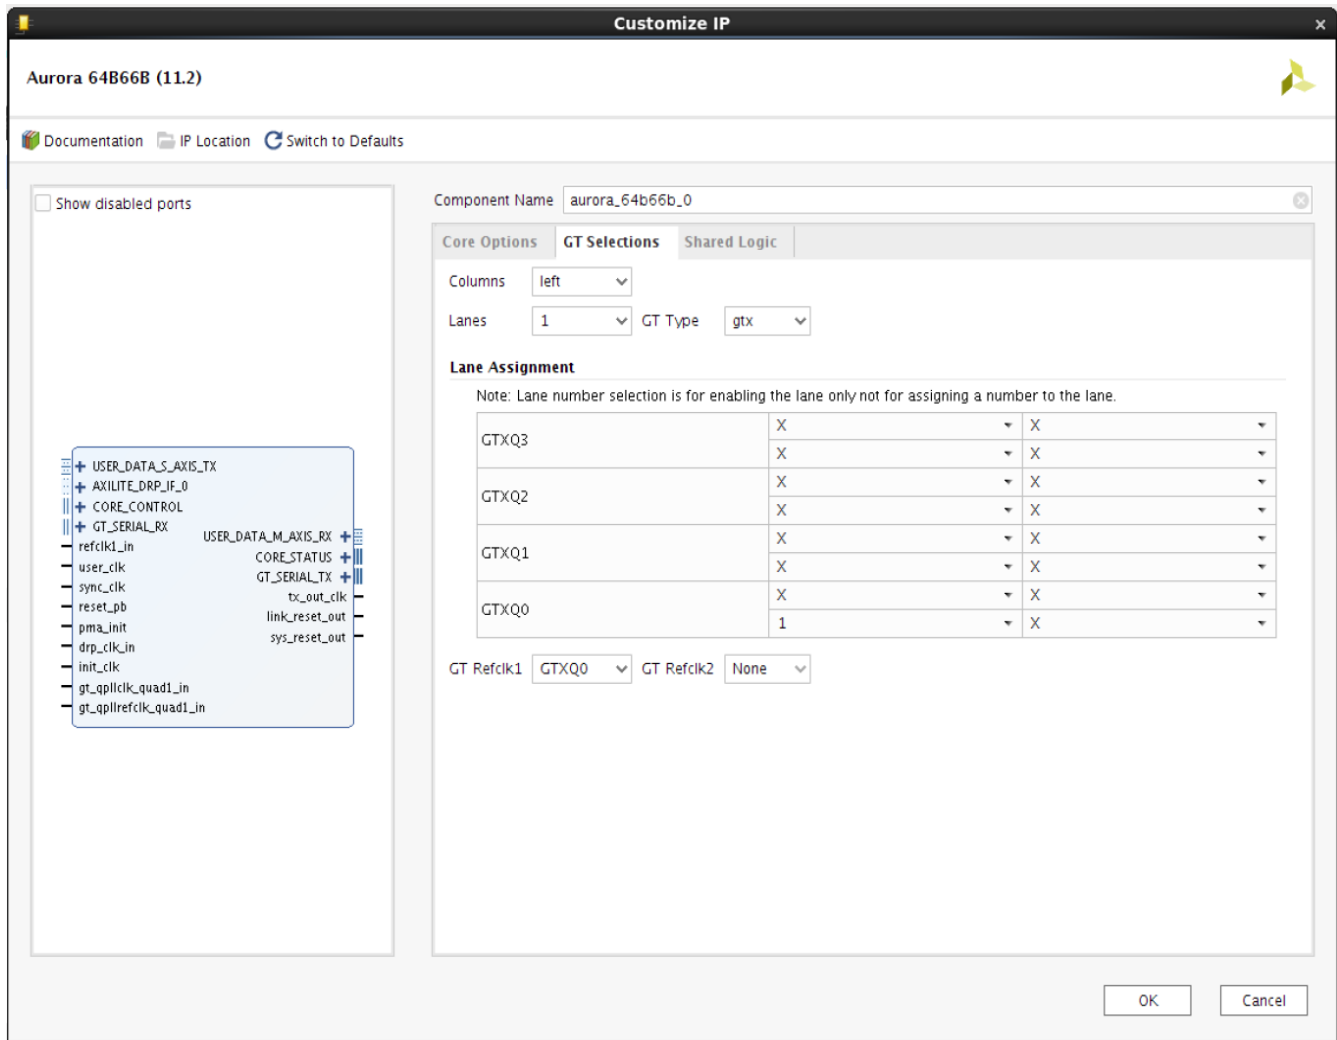 Customize IP
Aurora 64B66B (11.2)
Documentation IP Location Switch to Defaults
Show disabled ports
USER_DATA_S_AXIS_TX
AXILITE_DRP_IF_0
CORE_CONTROL
GT_SERIAL_RX
refclk1_in
user_clk
sync_clk
reset_pb
pma_init
drp_clk_in
init_clk
gt_qpllclk_quad1_in
gt_qpllrefclk_quad1_in
USER_DATA_M_AXIS_RX
CORE_STATUS
GT_SERIAL_TX
tx_out_clk
link_reset_out
sys_reset_out
Component Name aurora_64b66b_0
Core Options GT Selections Shared Logic
Columns left
Lanes 1 GT Type gtx
Lane Assignment
Note: Lane number selection is for enabling the lane only not for assigning a number to the lane.
GTXQ3
X X
X X
GTXQ2
X X
X X
GTXQ1
X X
X X
GTXQ0
X X
1 X
GT Refclk1 GTXQ0 GT Refclk2 None
OK Cancel